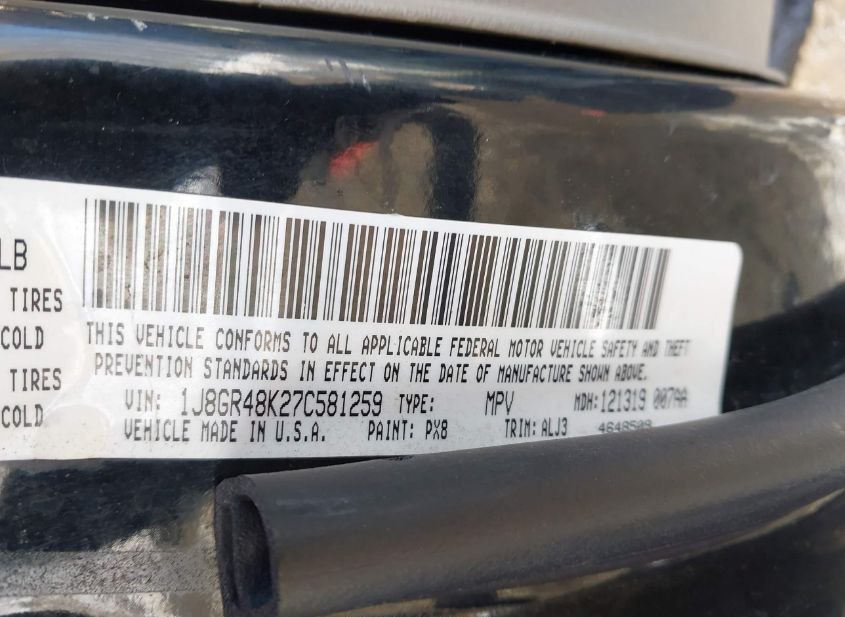 LB
TIRES
COLD
TIRES
COLD
THIS VEHICLE CONFORMS TO ALL APPLICABLE FEDERAL MOTOR VEHICLE SAFETY AND THEFT
PREVENTION STANDARDS IN EFFECT ON THE DATE OF MANUFACTURE SHOWN ABOVE.
VIN: 1J8GR48K27C581259 TYPE: MPV MDH:121319 007AA
VEHICLE MADE IN U.S.A. PAINT: PX8 TRIM: ALJ3